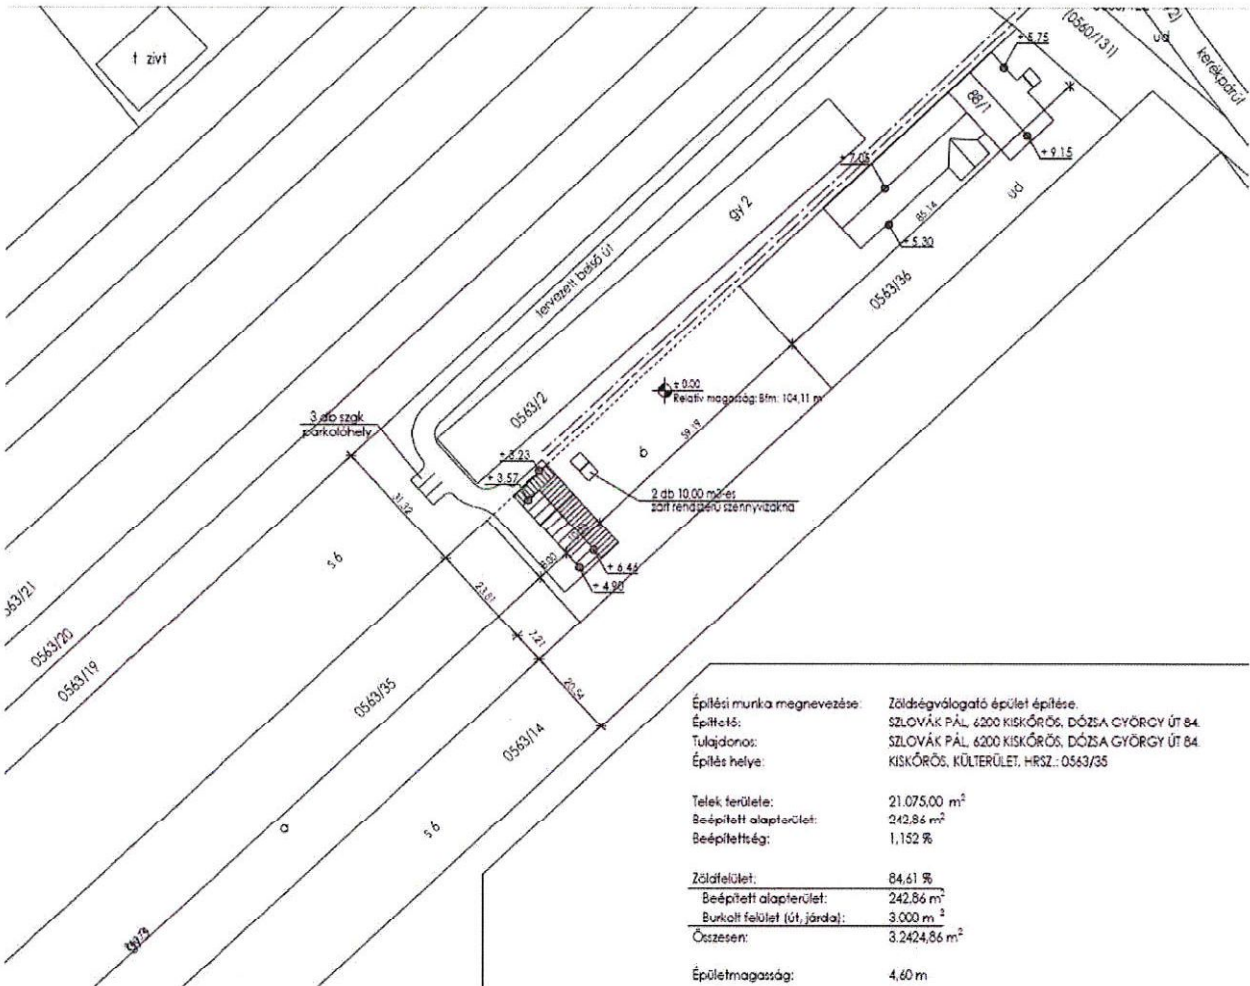 t zivt
(0560/131)
ud
kerékpárút
+ 5.75
88/1
+ 9.15
+ 7.05
ud
85.14
+ 5.30
gy 2
tervezett belső út
0563/36
± 0.00
Relatív magasság: Bfm: 104,11 m
0563/2
3 db szgk
parkolóhely
59.19
b
+ 3.23
+ 3.57
2 db 10,00 m3-es
zárt rendszerű szennyvízakna
31.32
s 6
8.00
+ 6.46
+ 4.90
23.81
7.21
20.54
0563/20
0563/19
0563/35
0563/14
a
s 6
Építési munka megnevezése: Zöldségválogató épület építése.
Építtető: SZLOVÁK PÁL, 6200 KISKŐRÖS, DÓZSA GYÖRGY ÚT 84.
Tulajdonos: SZLOVÁK PÁL, 6200 KISKŐRÖS, DÓZSA GYÖRGY ÚT 84.
Építés helye: KISKŐRÖS, KÜLTERÜLET, HRSZ.: 0563/35
Telek területe: 21.075,00 m²
Beépített alapterület: 242,86 m²
Beépítettség: 1,152 %
Zöldfelület: 84,61 %
Beépített alapterület: 242,86 m²
Burkolt felület (út, járda): 3.000 m²
Összesen: 3.2424,86 m²
Épületmagasság: 4,60 m